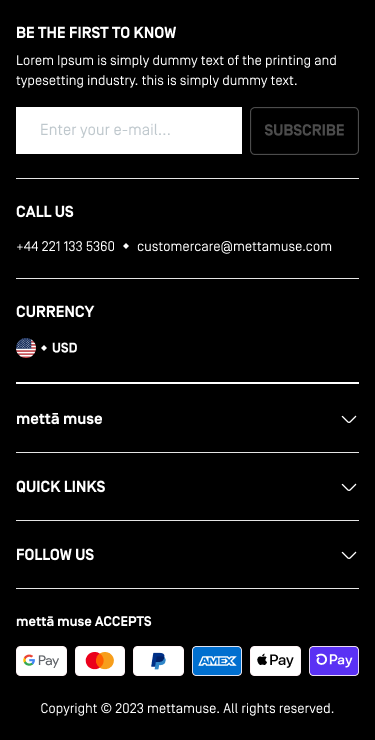 BE THE FIRST TO KNOW
Lorem Ipsum is simply dummy text of the printing and
typesetting industry. this is simply dummy text.
Enter your e-mail...
SUBSCRIBE
CALL US
+44 221 133 5360 customercare@mettamuse.com
CURRENCY
USD
mettā muse
QUICK LINKS
FOLLOW US
mettā muse ACCEPTS
G Pay
AMEX
Pay
Pay
Copyright © 2023 mettamuse. All rights reserved.